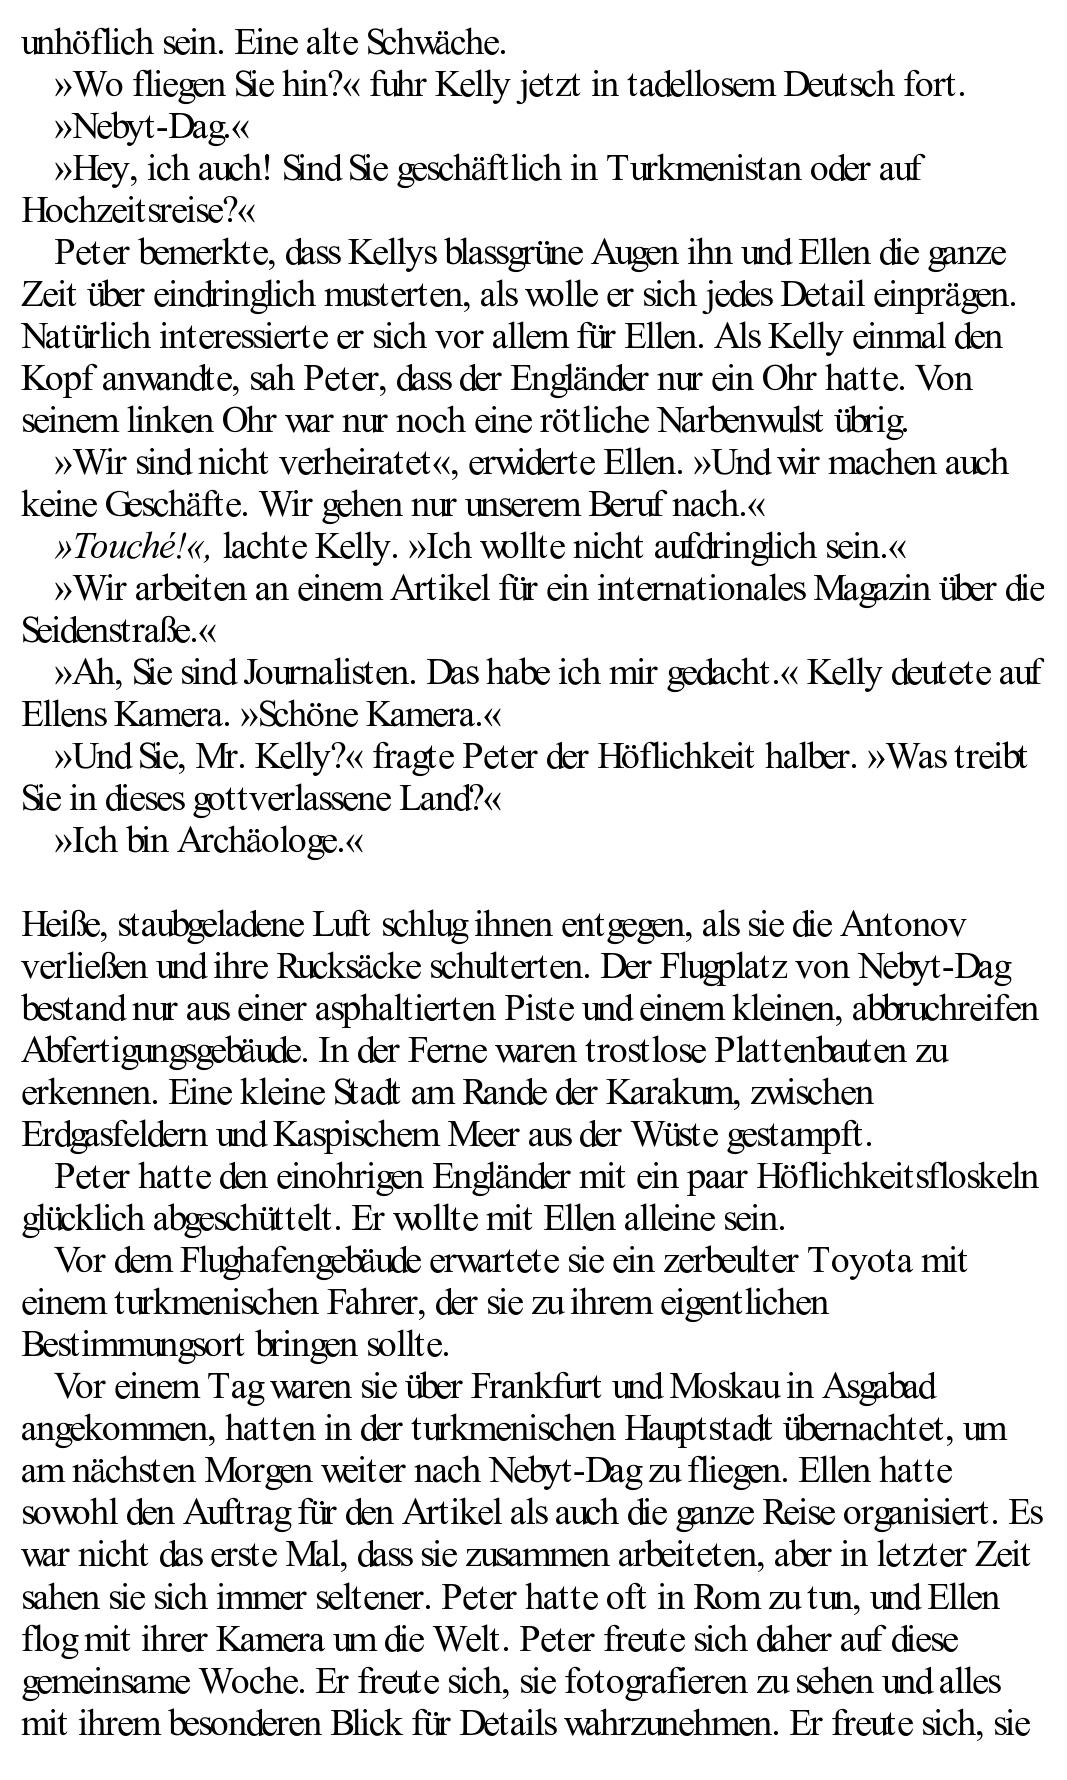 unhöflich sein. Eine alte Schwäche.
»Wo fliegen Sie hin?« fuhr Kelly jetzt in tadellosem Deutsch fort.
»Nebyt-Dag.«
»Hey, ich auch! Sind Sie geschäftlich in Turkmenistan oder auf
Hochzeitsreise?«
Peter bemerkte, dass Kellys blassgrüne Augen ihn und Ellen die ganze
Zeit über eindringlich musterten, als wolle er sich jedes Detail einprägen.
Natürlich interessierte er sich vor allem für Ellen. Als Kelly einmal den
Kopf anwandte, sah Peter, dass der Engländer nur ein Ohr hatte. Von
seinem linken Ohr war nur noch eine rötliche Narbenwulst übrig.
»Wir sind nicht verheiratet«, erwiderte Ellen. »Und wir machen auch
keine Geschäfte. Wir gehen nur unserem Beruf nach.«
»Touché!«, lachte Kelly. »Ich wollte nicht aufdringlich sein.«
»Wir arbeiten an einem Artikel für ein internationales Magazin über die
Seidenstraße.«
»Ah, Sie sind Journalisten. Das habe ich mir gedacht.« Kelly deutete auf
Ellens Kamera. »Schöne Kamera.«
»Und Sie, Mr. Kelly?« fragte Peter der Höflichkeit halber. »Was treibt
Sie in dieses gottverlassene Land?«
»Ich bin Archäologe.«
Heiße, staubgeladene Luft schlug ihnen entgegen, als sie die Antonov
verließen und ihre Rucksäcke schulterten. Der Flugplatz von Nebyt-Dag
bestand nur aus einer asphaltierten Piste und einem kleinen, abbruchreifen
Abfertigungsgebäude. In der Ferne waren trostlose Plattenbauten zu
erkennen. Eine kleine Stadt am Rande der Karakum, zwischen
Erdgasfeldern und Kaspischem Meer aus der Wüste gestampft.
Peter hatte den einohrigen Engländer mit ein paar Höflichkeitsfloskeln
glücklich abgeschüttelt. Er wollte mit Ellen alleine sein.
Vor dem Flughafengebäude erwartete sie ein zerbeulter Toyota mit
einem turkmenischen Fahrer, der sie zu ihrem eigentlichen
Bestimmungsort bringen sollte.
Vor einem Tag waren sie über Frankfurt und Moskau in Asgabad
angekommen, hatten in der turkmenischen Hauptstadt übernachtet, um
am nächsten Morgen weiter nach Nebyt-Dag zu fliegen. Ellen hatte
sowohl den Auftrag für den Artikel als auch die ganze Reise organisiert. Es
war nicht das erste Mal, dass sie zusammen arbeiteten, aber in letzter Zeit
sahen sie sich immer seltener. Peter hatte oft in Rom zu tun, und Ellen
flog mit ihrer Kamera um die Welt. Peter freute sich daher auf diese
gemeinsame Woche. Er freute sich, sie fotografieren zu sehen und alles
mit ihrem besonderen Blick für Details wahrzunehmen. Er freute sich, sie